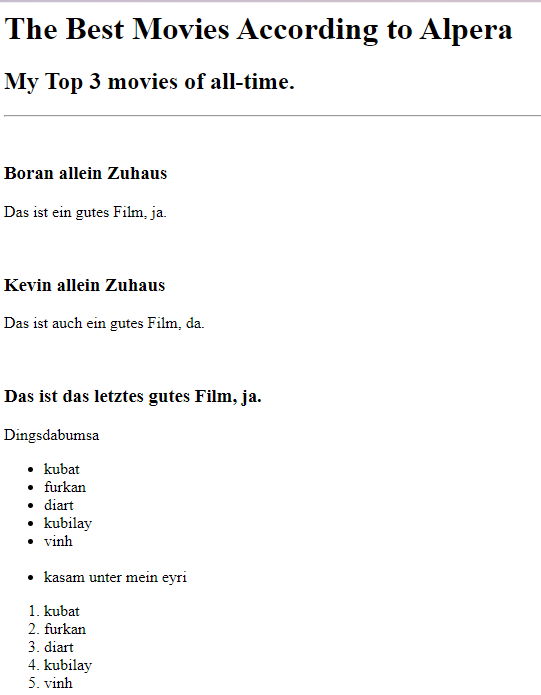 The Best Movies According to Alpera
My Top 3 movies of all-time.
Boran allein Zuhaus
Das ist ein gutes Film, ja.
Kevin allein Zuhaus
Das ist auch ein gutes Film, da.
Das ist das letztes gutes Film, ja.
Dingsdabumsa
• kubat
• furkan
• diart
• kubilay
• vinh
• kasam unter mein eyri
1. kubat
2. furkan
3. diart
4. kubilay
5. vinh